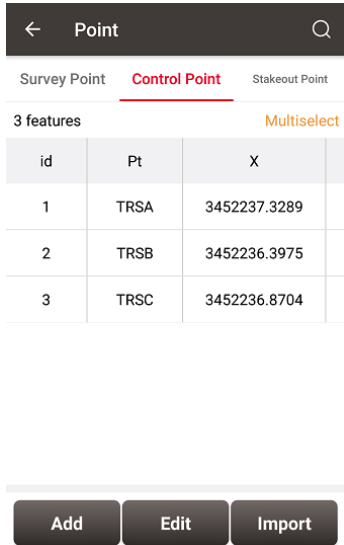 Point
Survey Point Control Point Stakeout Point
3 features Multiselect
id Pt X
1 TRSA 3452237.3289
2 TRSB 3452236.3975
3 TRSC 3452236.8704
Add Edit Import